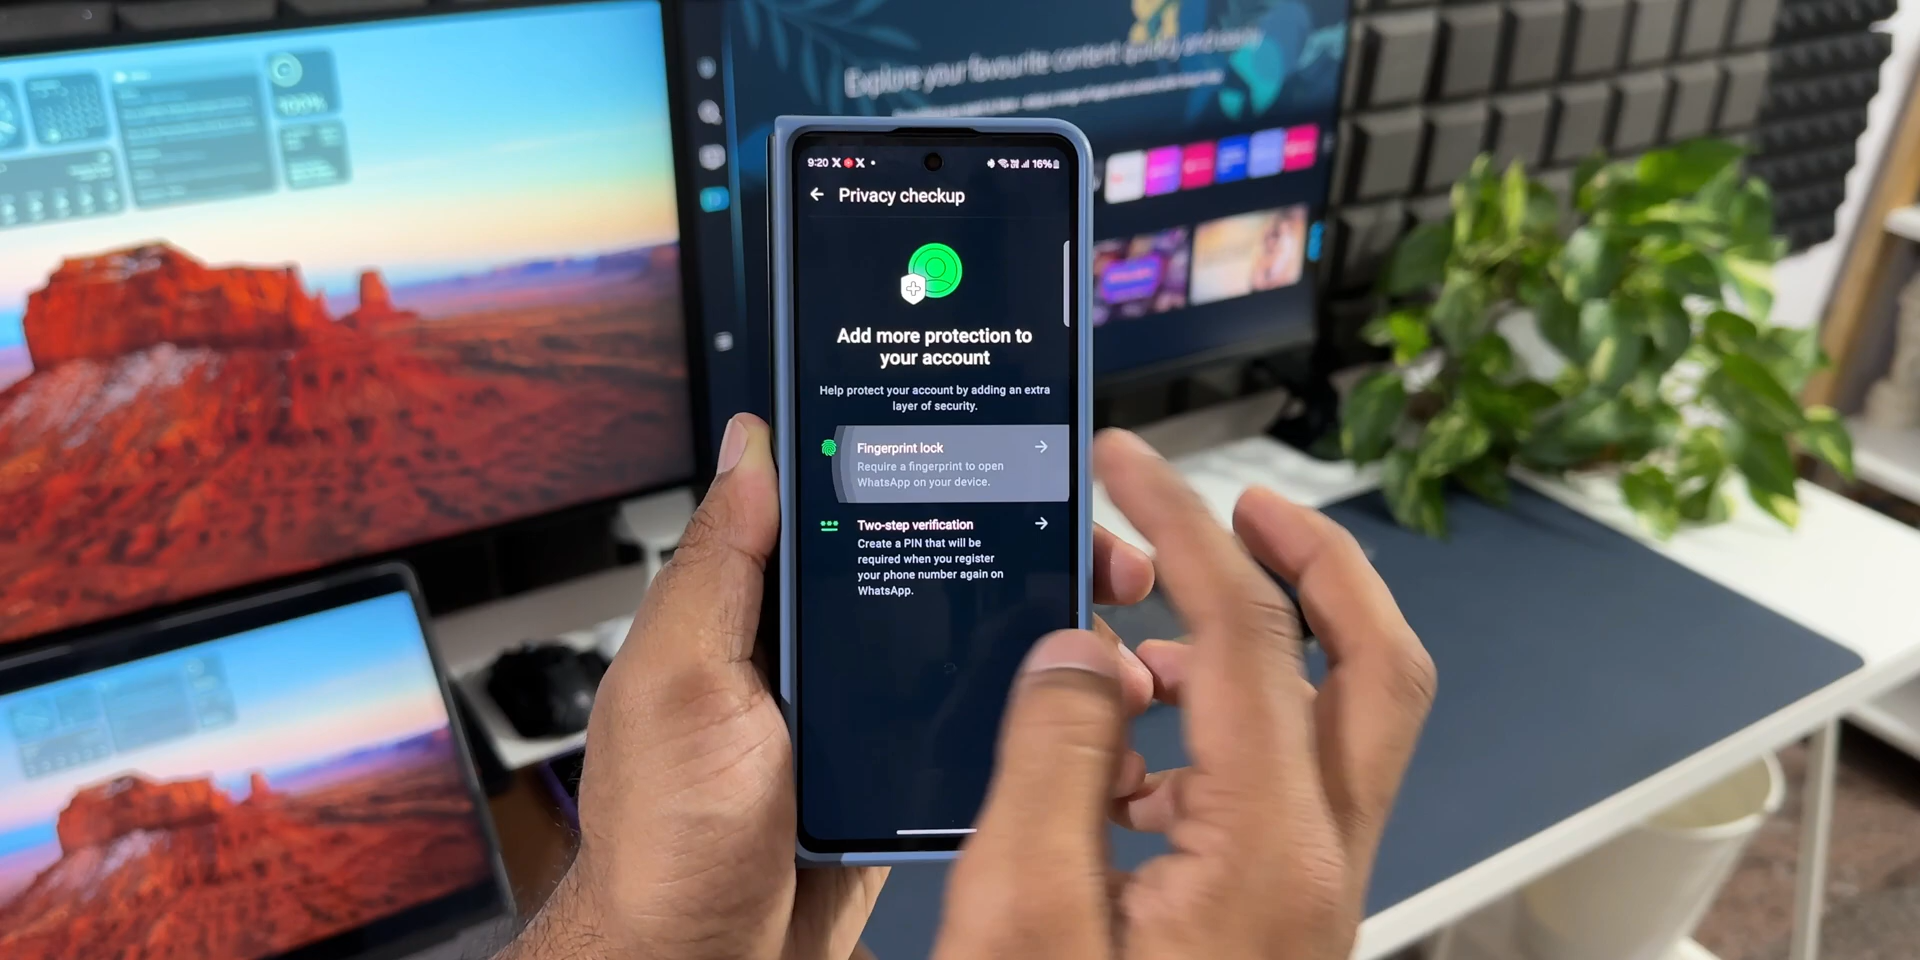 Explore your favourite content quickly and easily
100%
9:20
16%
Privacy checkup
Add more protection to
your account
Help protect your account by adding an extra
layer of security.
Fingerprint lock
Require a fingerprint to open
WhatsApp on your device.
Two-step verification
Create a PIN that will be
required when you register
your phone number again on
WhatsApp.